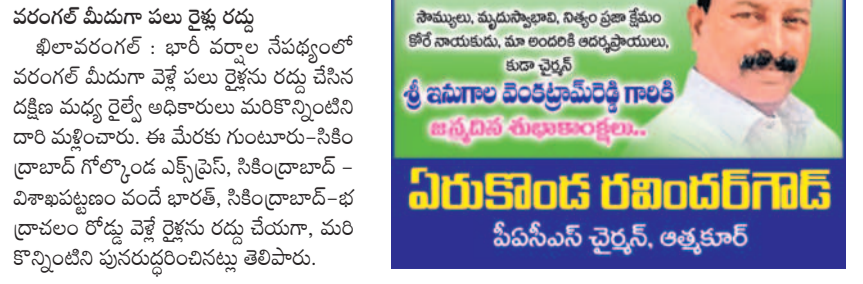 వరంగల్ మీదుగా పలు రైళ్లు రద్దు
ఖిలావరంగల్ : భారీ వర్షాల నేపథ్యంలో
వరంగల్ మీదుగా వెళ్లే పలు రైళ్లను రద్దు చేసిన
దక్షిణ మధ్య రైల్వే అధికారులు మరికొన్నింటిని
దారి మళ్లించారు. ఈ మేరకు గుంటూరు-సికిం
ద్రాబాద్ గోల్కొండ ఎక్స్‌ప్రెస్, సికింద్రాబాద్ -
విశాఖపట్టణం వందే భారత్, సికింద్రాబాద్-భ
ద్రాచలం రోడ్డు వెళ్లే రైళ్లను రద్దు చేయగా, మరి
కొన్నింటిని పునరుద్ధరించినట్లు తెలిపారు.
సౌమ్యులు, మృదుస్వాభావి, నిత్యం ప్రజా క్షేమం
కోరే నాయకుడు, మా అందరికి ఆదర్శప్రాయులు,
కుడా చైర్మన్
శ్రీ ఇనుగాల వెంకట్రామ్‌రెడ్డి గారికి
జన్మదిన శుభాకాంక్షలు..
ఏరుకొండ రవిందర్‌గౌడ్
పీఏసీఎస్ చైర్మన్, ఆత్మకూర్